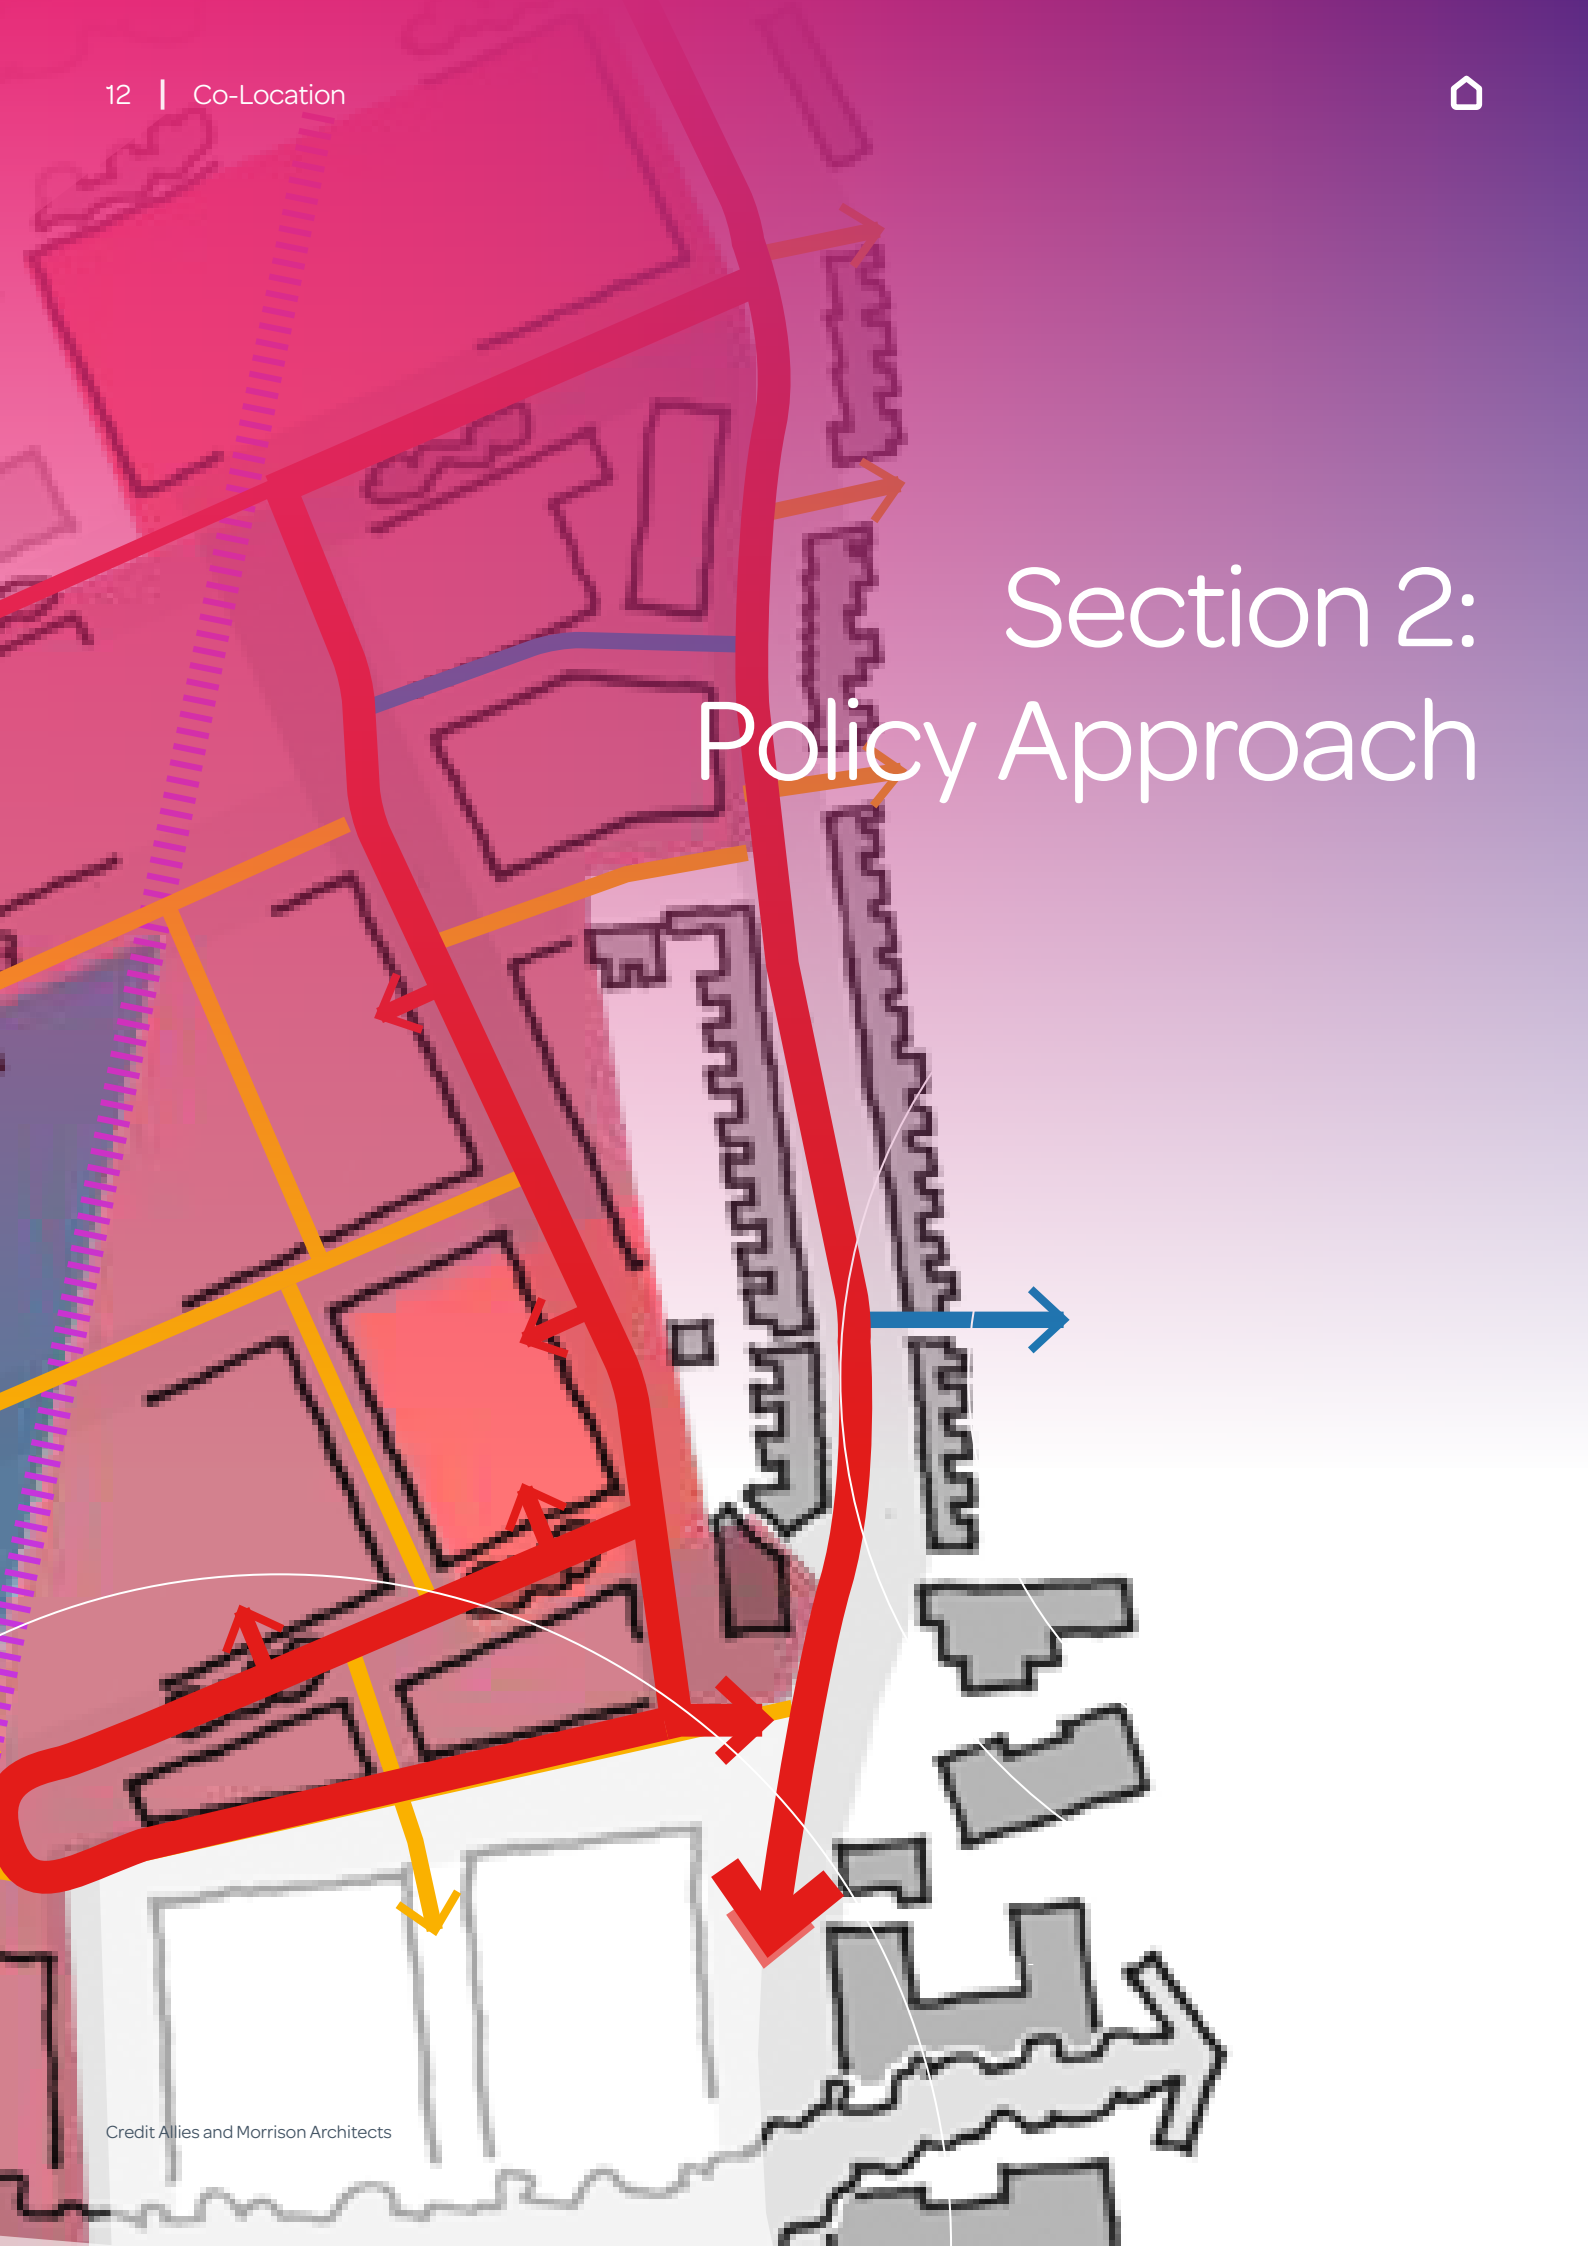 12 | Co-Location
Section 2:
Policy Approach
Credit Allies and Morrison Architects